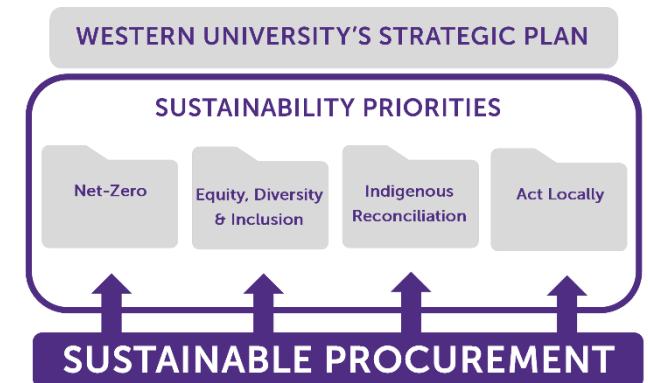 WESTERN UNIVERSITY'S STRATEGIC PLAN
SUSTAINABILITY PRIORITIES
Net-Zero
Equity, Diversity
& Inclusion
Indigenous
Reconciliation
Act Locally
SUSTAINABLE PROCUREMENT